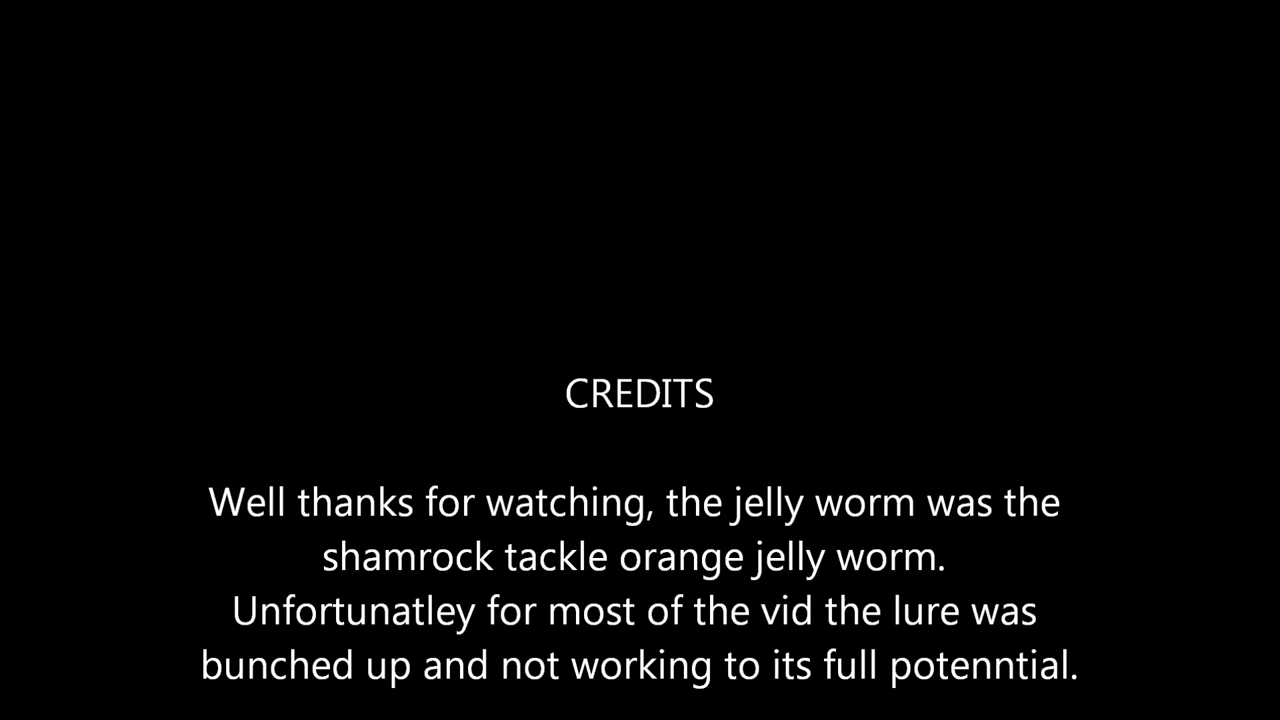 CREDITS
Well thanks for watching, the jelly worm was the
shamrock tackle orange jelly worm.
Unfortunatley for most of the vid the lure was
bunched up and not working to its full potenntial.